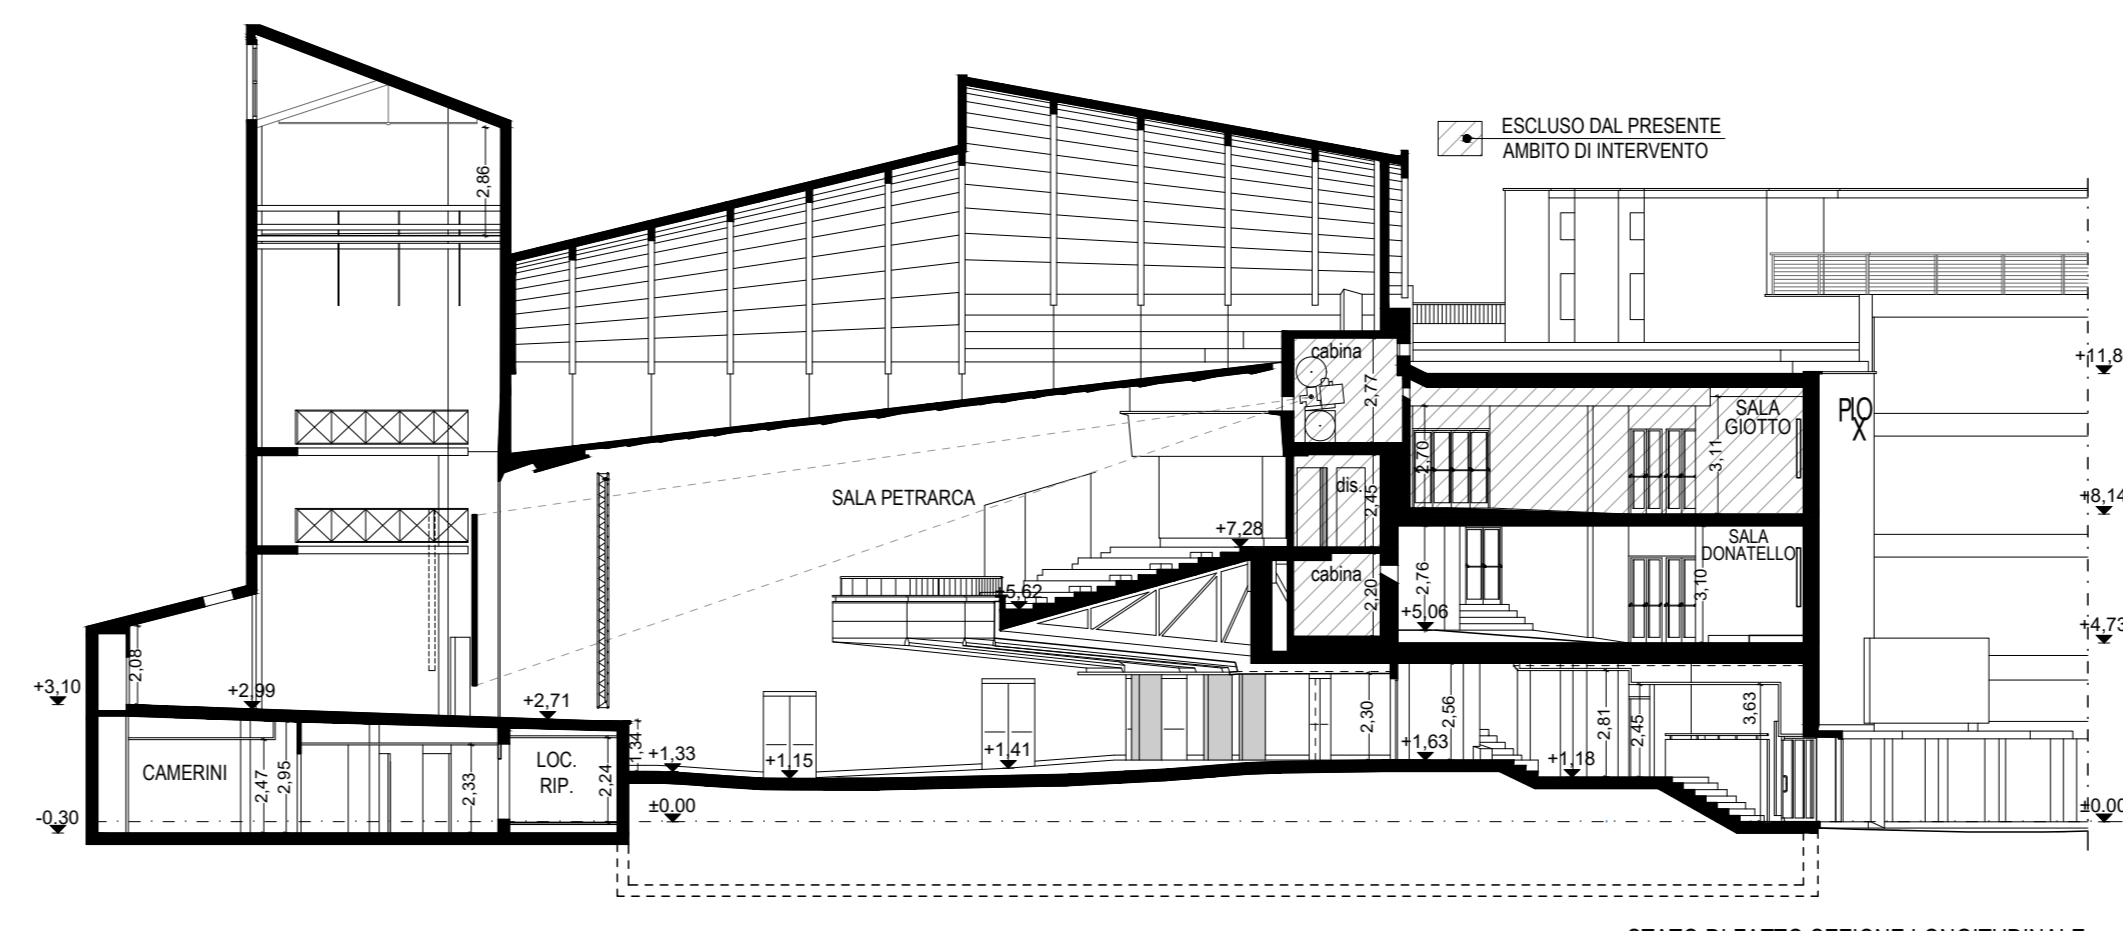 ESCLUSO DAL PRESENTE
AMBITO DI INTERVENTO
2,86
cabina
2,77
+11,8
SALA
GIOTTO
PIO
X
2,70
3,11
SALA PETRARCA
dis.
2,45
+8,14
+7,28
SALA
DONATELLO
cabina
2,20
2,76
3,10
+5,62
+5,06
+4,73
2,08
+3,10
+2,99
+2,71
2,30
2,56
2,81
2,45
3,63
1,34
+1,33
+1,15
+1,41
+1,63
+1,18
CAMERINI
2,47
2,95
2,33
LOC.
RIP.
2,24
-0.30
±0.00
±0.00